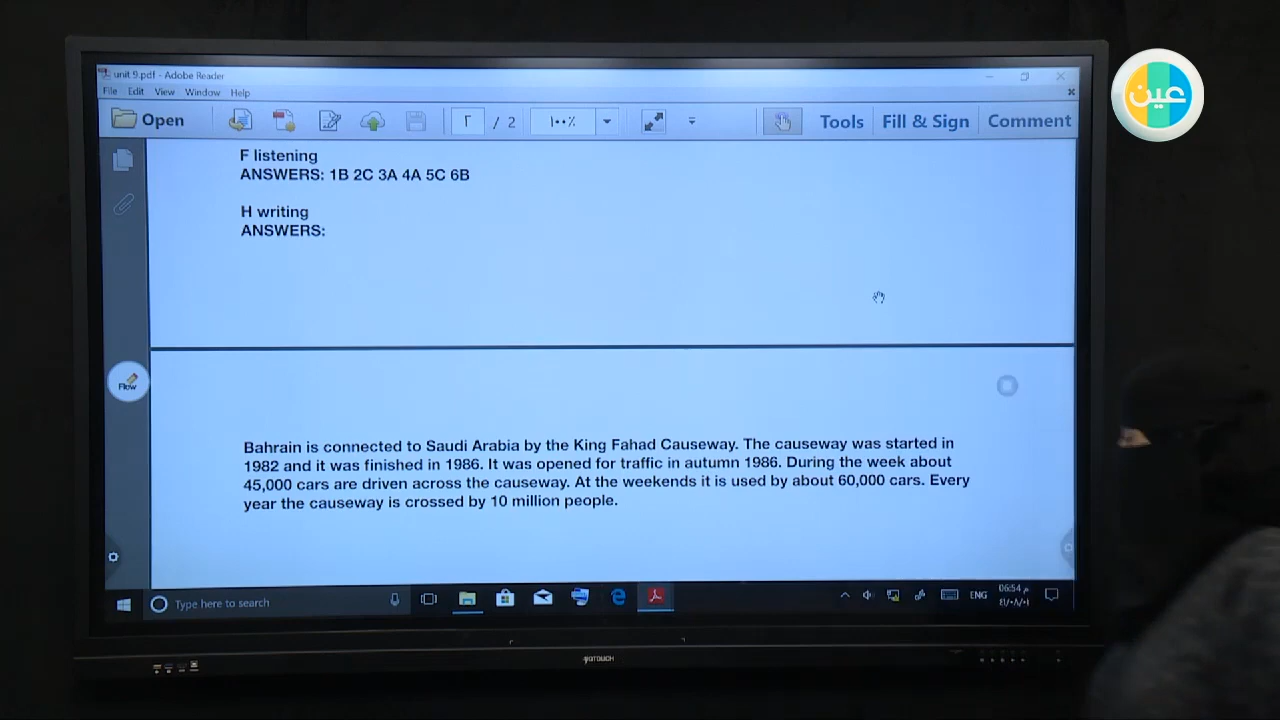 عين
unit 9.pdf - Adobe Reader
File Edit View Window Help
Open ٢ / 2 ١٠٠٪ Tools Fill & Sign Comment
F listening
ANSWERS: 1B 2C 3A 4A 5C 6B
H writing
ANSWERS:
Flow
Bahrain is connected to Saudi Arabia by the King Fahad Causeway. The causeway was started in
1982 and it was finished in 1986. It was opened for traffic in autumn 1986. During the week about
45,000 cars are driven across the causeway. At the weekends it is used by about 60,000 cars. Every
year the causeway is crossed by 10 million people.
Type here to search
ENG
06:54 م